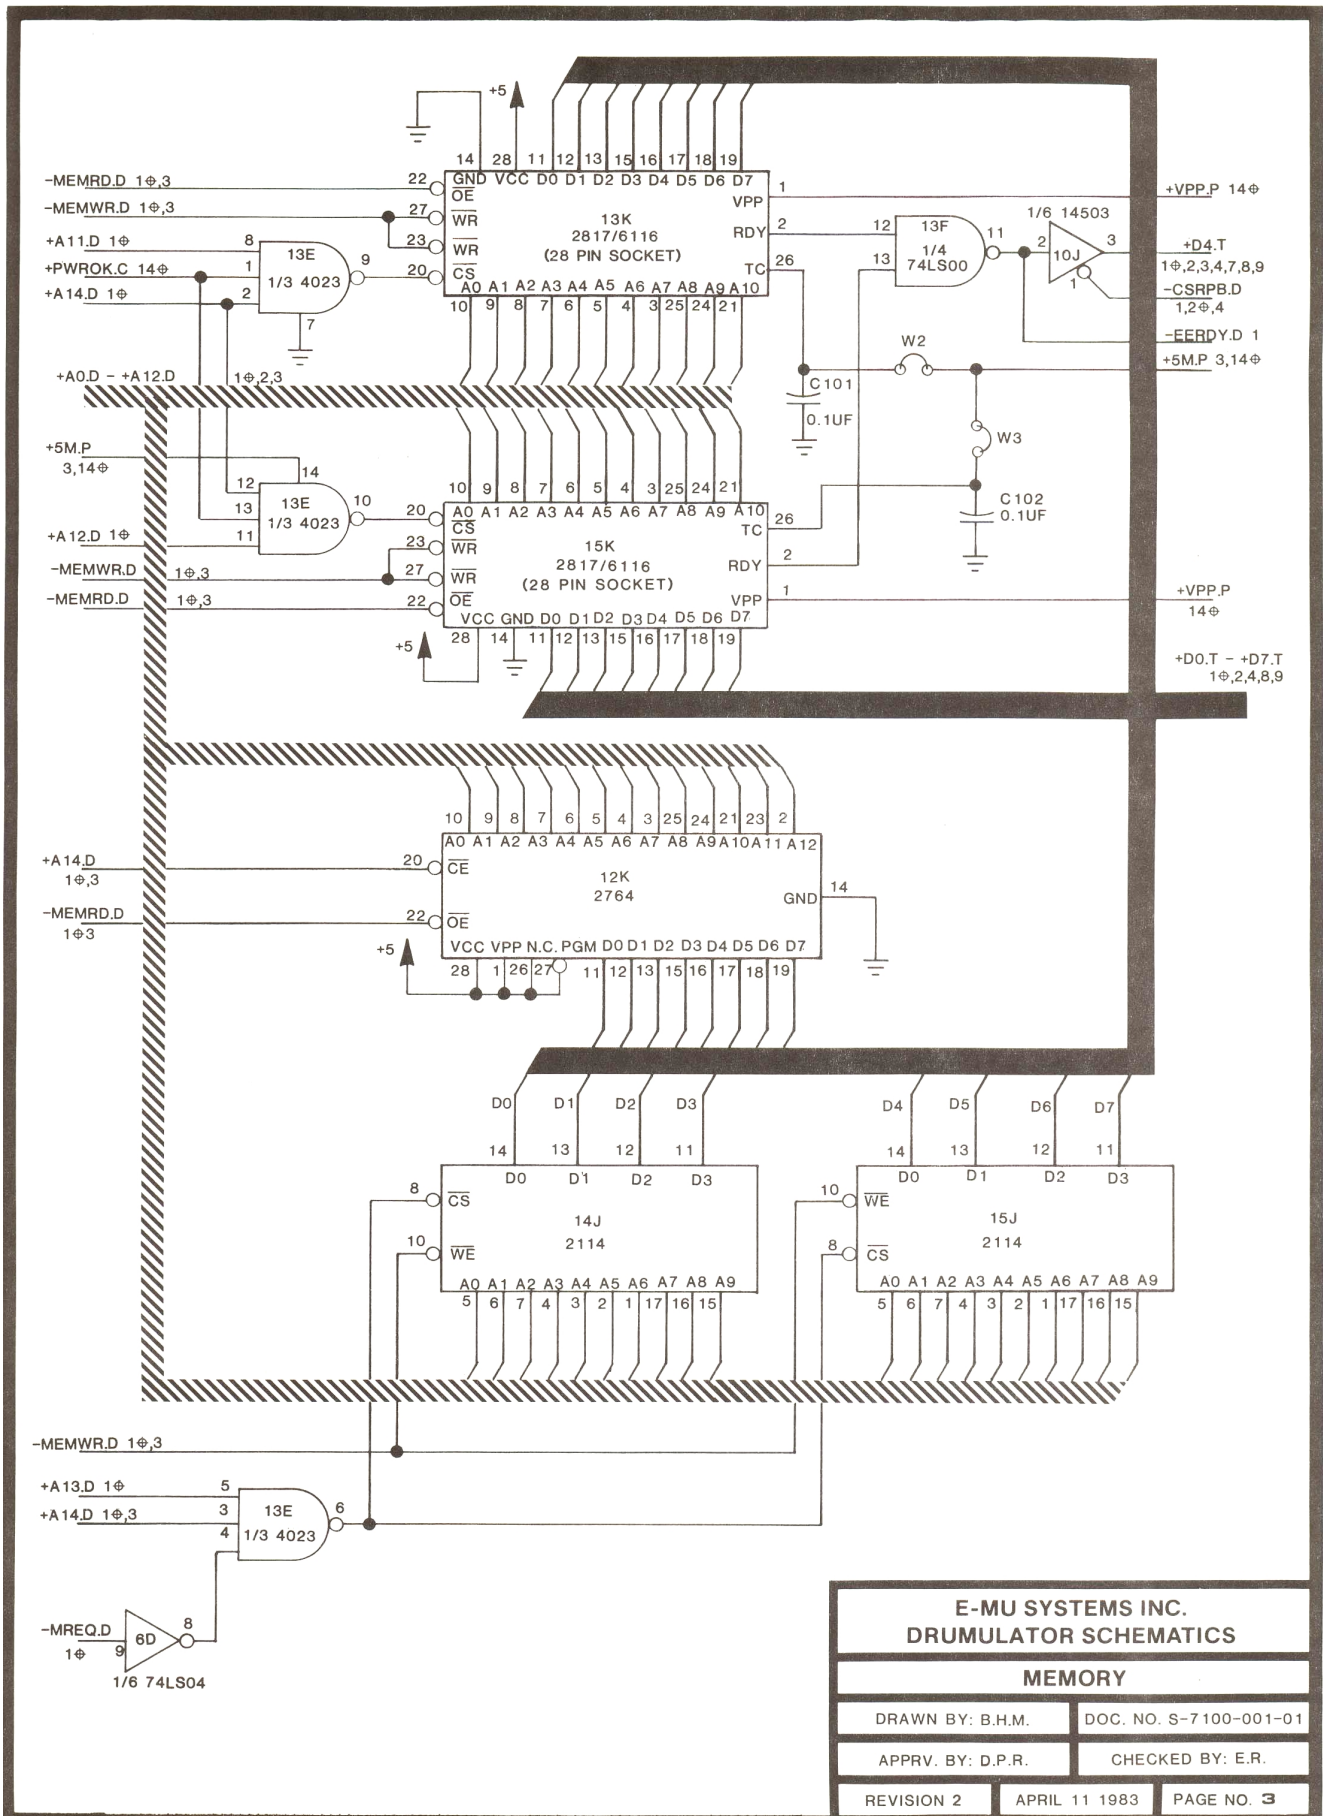 +5
14 28 11 12 13 15 16 17 18 19
GND VCC D0 D1 D2 D3 D4 D5 D6 D7
-MEMRD.D 1⌖,3
22 OE
-MEMWR.D 1⌖,3
27 WR
23 WR
13K
2817/6116
(28 PIN SOCKET)
VPP 1
RDY 2
TC 26
+VPP.P 14⌖
+A11.D 1⌖
+PWROK.C 14⌖
+A14.D 1⌖
8
1
2
13E
1/3 4023
9
7
20 CS
A0 A1 A2 A3 A4 A5 A6 A7 A8 A9 A10
10 9 8 7 6 5 4 3 25 24 21
12
13
13F
1/4
74LS00
11
1/6 14503
2
10J
3
1
+D4.T
1⌖,2,3,4,7,8,9
-CSRPB.D
1,2⌖,4
-EERDY.D 1
+5M.P 3,14⌖
W2
C101
0.1UF
W3
C102
0.1UF
+A0.D - +A12.D 1⌖,2,3
+5M.P
3,14⌖
14
12
13
11
13E
1/3 4023
10
+A12.D 1⌖
-MEMWR.D 1⌖,3
-MEMRD.D 1⌖,3
10 9 8 7 6 5 4 3 25 24 21
A0 A1 A2 A3 A4 A5 A6 A7 A8 A9 A10
20 CS
23 WR
27 WR
22 OE
15K
2817/6116
(28 PIN SOCKET)
TC 26
RDY 2
VPP 1
VCC GND D0 D1 D2 D3 D4 D5 D6 D7
28 14 11 12 13 15 16 17 18 19
+5
+VPP.P
14⌖
+D0.T - +D7.T
1⌖,2,4,8,9
10 9 8 7 6 5 4 3 25 24 21 23 2
A0 A1 A2 A3 A4 A5 A6 A7 A8 A9 A10 A11 A12
+A14.D
1⌖,3
20 CE
12K
2764
GND 14
-MEMRD.D
1⌖3
22 OE
+5
VCC VPP N.C. PGM D0 D1 D2 D3 D4 D5 D6 D7
28 1 26 27 11 12 13 15 16 17 18 19
D0 D1 D2 D3 D4 D5 D6 D7
14 13 12 11
D0 D1 D2 D3
8 CS
10 WE
14J
2114
A0 A1 A2 A3 A4 A5 A6 A7 A8 A9
5 6 7 4 3 2 1 17 16 15
14 13 12 11
D0 D1 D2 D3
10 WE
8 CS
15J
2114
A0 A1 A2 A3 A4 A5 A6 A7 A8 A9
5 6 7 4 3 2 1 17 16 15
-MEMWR.D 1⌖,3
+A13.D 1⌖
+A14.D 1⌖,3
5
3
4
13E
1/3 4023
6
-MREQ.D
1⌖
9
6D
8
1/6 74LS04
E-MU SYSTEMS INC.
DRUMULATOR SCHEMATICS
MEMORY
DRAWN BY: B.H.M. DOC. NO. S-7100-001-01
APPRV. BY: D.P.R. CHECKED BY: E.R.
REVISION 2 APRIL 11 1983 PAGE NO. 3